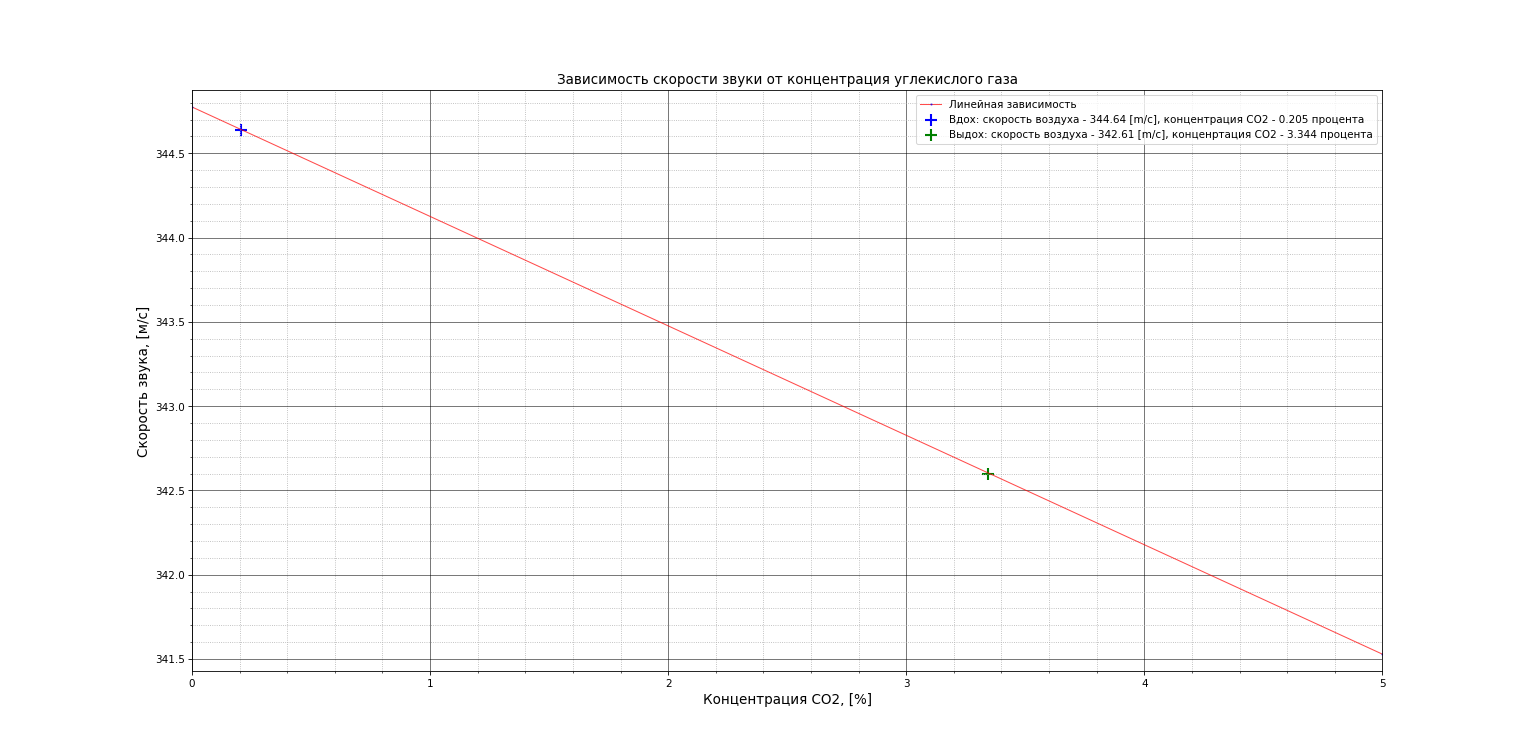 Зависимость скорости звуки от концентрация углекислого газа
Линейная зависимость
Вдох: скорость воздуха - 344.64 [m/c], концентрация CO2 - 0.205 процента
Выдох: скорость воздуха - 342.61 [m/c], конценртация CO2 - 3.344 процента
Скорость звука, [м/с]
344.5
344.0
343.5
343.0
342.5
342.0
341.5
0 1 2 3 4 5
Концентрация CO2, [%]